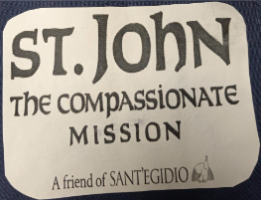 ST. JOHN
THE COMPASSIONATE
MISSION
A friend of SANT'EGIDIO